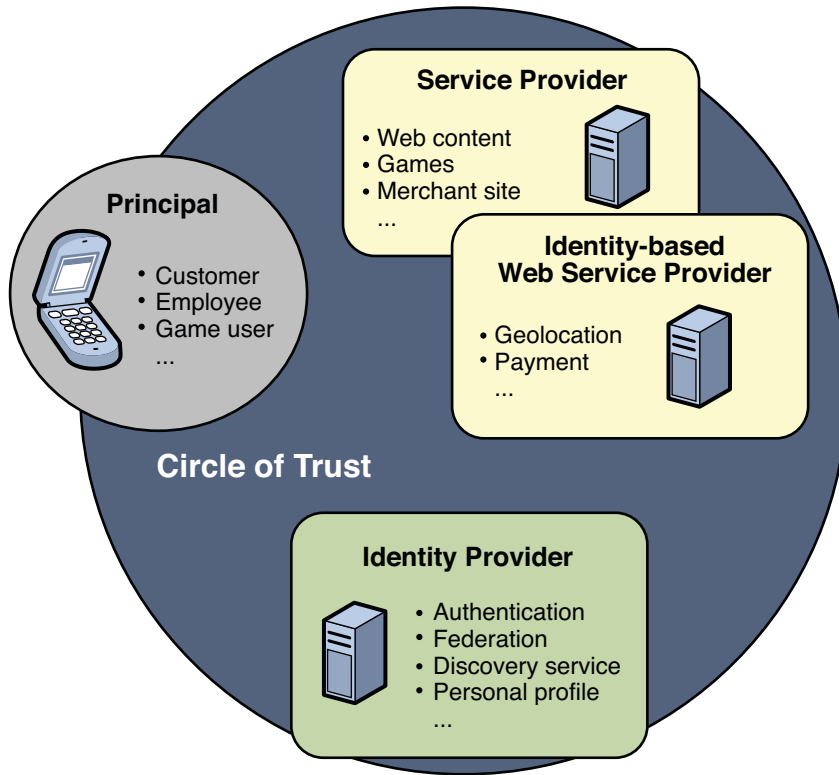 Service Provider
• Web content
• Games
• Merchant site
...
Principal
• Customer
• Employee
• Game user
...
Identity-based
Web Service Provider
• Geolocation
• Payment
...
Circle of Trust
Identity Provider
• Authentication
• Federation
• Discovery service
• Personal profile
...